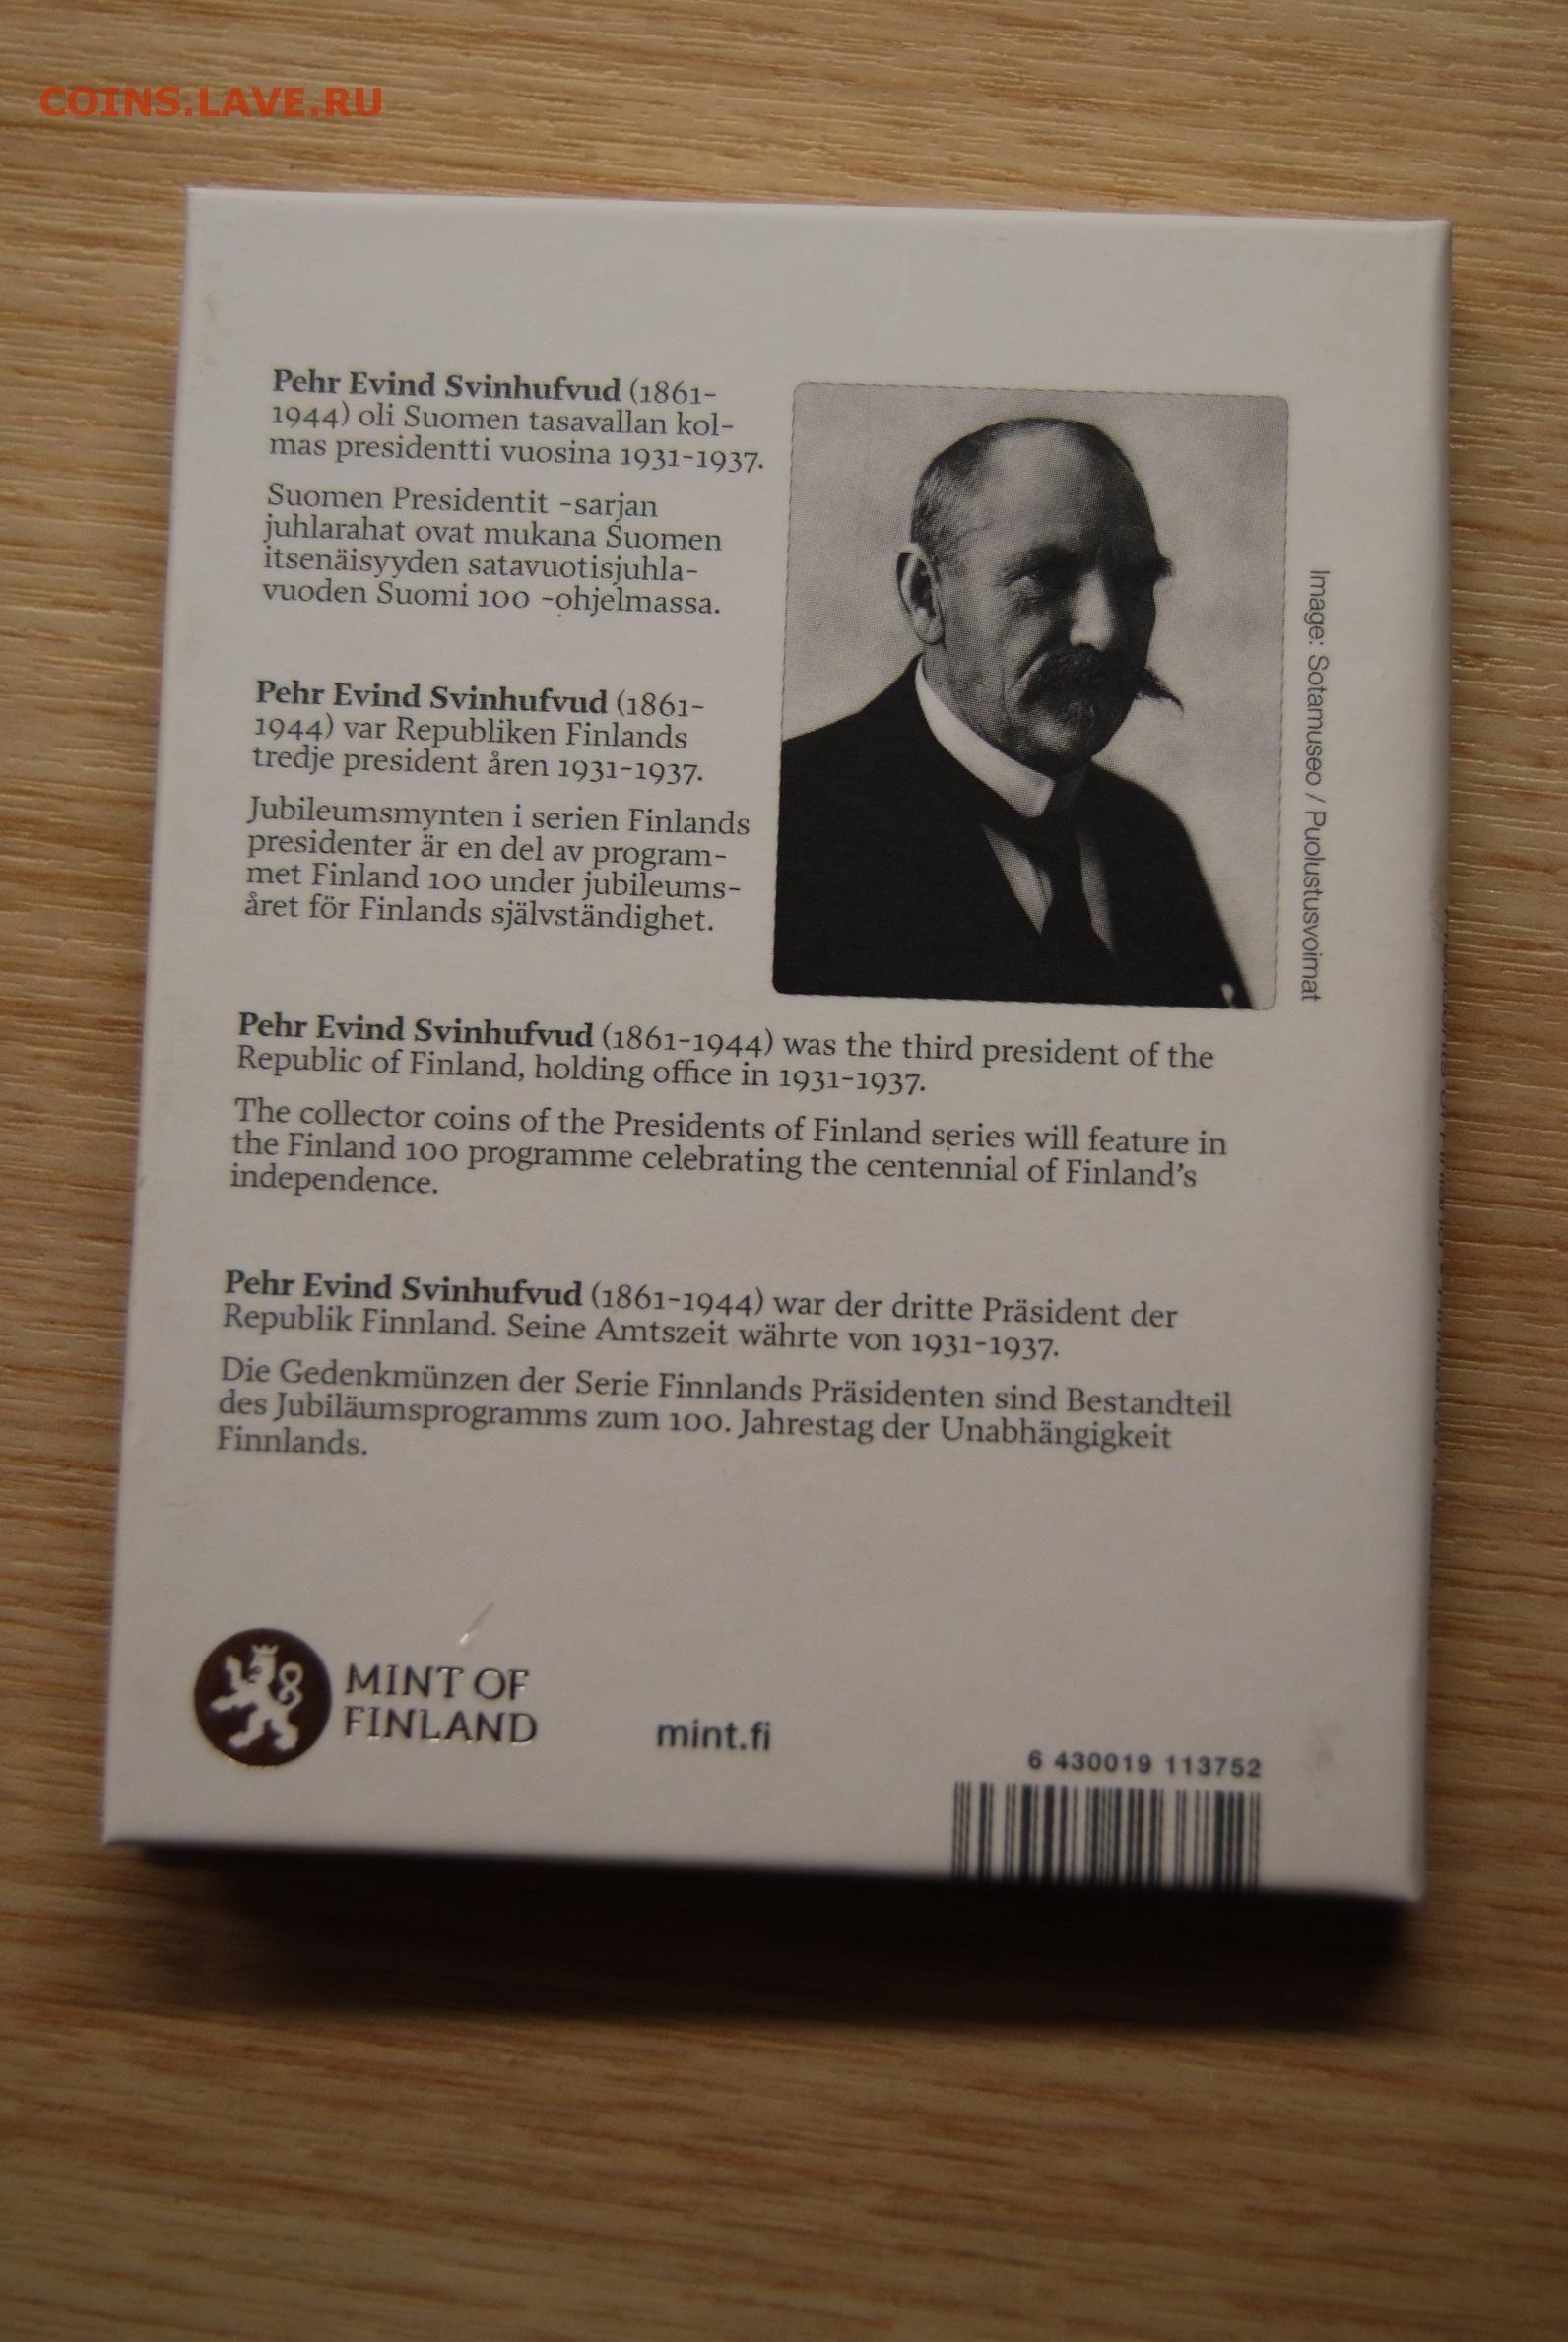 COINS.LAVE.RU
Pehr Evind Svinhufvud (1861-
1944) oli Suomen tasavallan kol-
mas presidentti vuosina 1931-1937.
Suomen Presidentit -sarjan
juhlarahat ovat mukana Suomen
itsenäisyyden satavuotisjuhla-
vuoden Suomi 100 -ohjelmassa.
Pehr Evind Svinhufvud (1861-
1944) var Republiken Finlands
tredje president åren 1931-1937.
Jubileumsmynten i serien Finlands
presidenter är en del av program-
met Finland 100 under jubileums-
året för Finlands självständighet.
Image: Sotamuseo / Puolustusvoimat
Pehr Evind Svinhufvud (1861-1944) was the third president of the
Republic of Finland, holding office in 1931-1937.
The collector coins of the Presidents of Finland series will feature in
the Finland 100 programme celebrating the centennial of Finland's
independence.
Pehr Evind Svinhufvud (1861-1944) war der dritte Präsident der
Republik Finnland. Seine Amtszeit währte von 1931-1937.
Die Gedenkmünzen der Serie Finnlands Präsidenten sind Bestandteil
des Jubiläumsprogramms zum 100. Jahrestag der Unabhängigkeit
Finnlands.
MINT OF
FINLAND
mint.fi
6 430019 113752